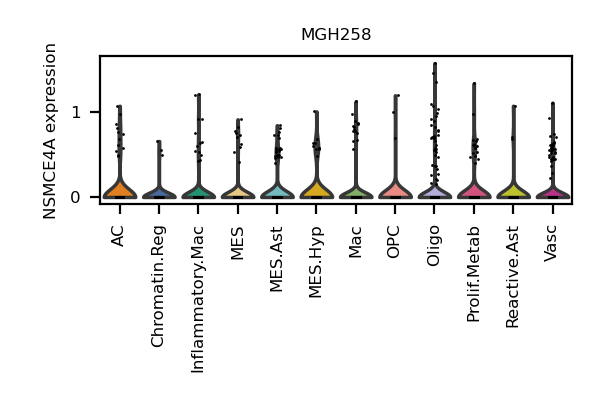 MGH258
NSMCE4A expression
1
0
AC
Chromatin.Reg
Inflammatory.Mac
MES
MES.Ast
MES.Hyp
Mac
OPC
Oligo
Prolif.Metab
Reactive.Ast
Vasc